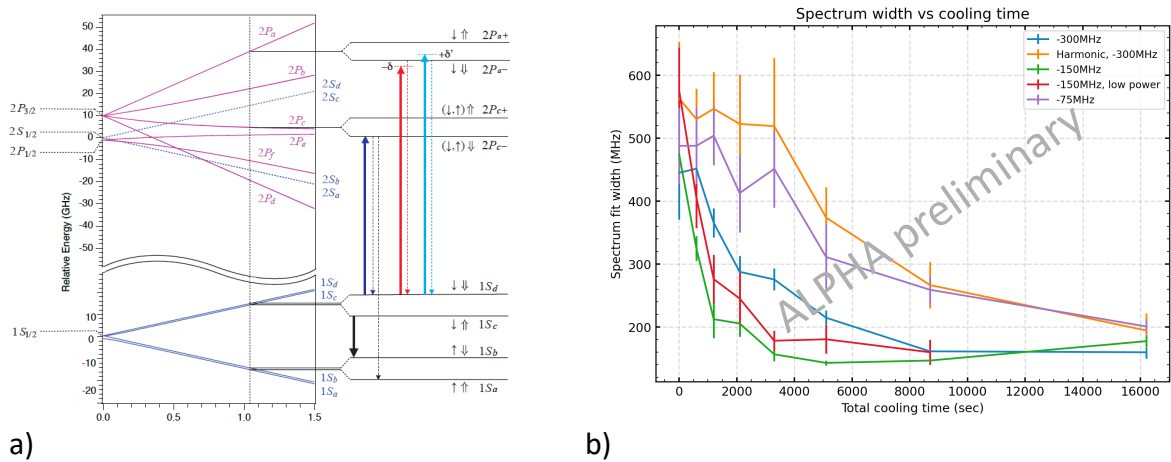 Relative Energy (GHz)
50
40
30
20
10
0
-10
-20
-30
-40
-50
10
0
-10
-20
0.0
0.5
1.0
1.5
2P3/2
2S1/2
2P1/2
1S1/2
2Pa
2Pb
2Sd
2Sc
2Pc
2Pe
2Pf
2Sb
2Sa
2Pd
1Sd
1Sc
1Sb
1Sa
↓⇑ 2Pa+
+δ'
−δ
↓⇓ 2Pa−
(↓,↑)⇑ 2Pc+
(↓,↑)⇓ 2Pc−
↓⇓ 1Sd
↓⇑ 1Sc
↑⇓ 1Sb
↑⇑ 1Sa
a)
Spectrum width vs cooling time
Spectrum fit width (MHz)
600
500
400
300
200
0
2000
4000
6000
8000
10000
12000
14000
16000
Total cooling time (sec)
-300MHz
Harmonic, -300MHz
-150MHz
-150MHz, low power
-75MHz
ALPHA preliminary
b)